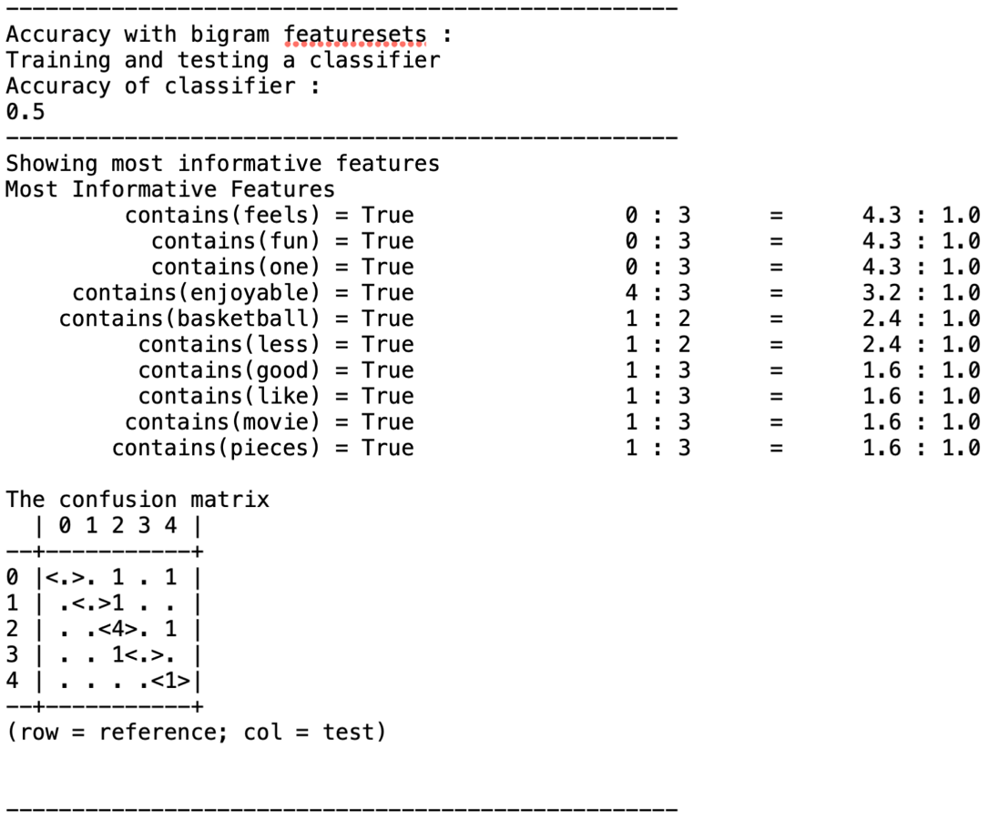 ---------------------------------------------------
Accuracy with bigram featuresets :
Training and testing a classifier
Accuracy of classifier :
0.5
---------------------------------------------------
Showing most informative features
Most Informative Features
         contains(feels) = True                0 : 3      =      4.3 : 1.0
           contains(fun) = True                0 : 3      =      4.3 : 1.0
           contains(one) = True                0 : 3      =      4.3 : 1.0
     contains(enjoyable) = True                4 : 3      =      3.2 : 1.0
    contains(basketball) = True                1 : 2      =      2.4 : 1.0
          contains(less) = True                1 : 2      =      2.4 : 1.0
          contains(good) = True                1 : 3      =      1.6 : 1.0
          contains(like) = True                1 : 3      =      1.6 : 1.0
         contains(movie) = True                1 : 3      =      1.6 : 1.0
        contains(pieces) = True                1 : 3      =      1.6 : 1.0

The confusion matrix
  | 0 1 2 3 4 |
--+-----------+
0 |<.>. 1 . 1 |
1 | .<.>1 . . |
2 | . .<4>. 1 |
3 | . . 1<.>. |
4 | . . . .<1>|
--+-----------+
(row = reference; col = test)

---------------------------------------------------